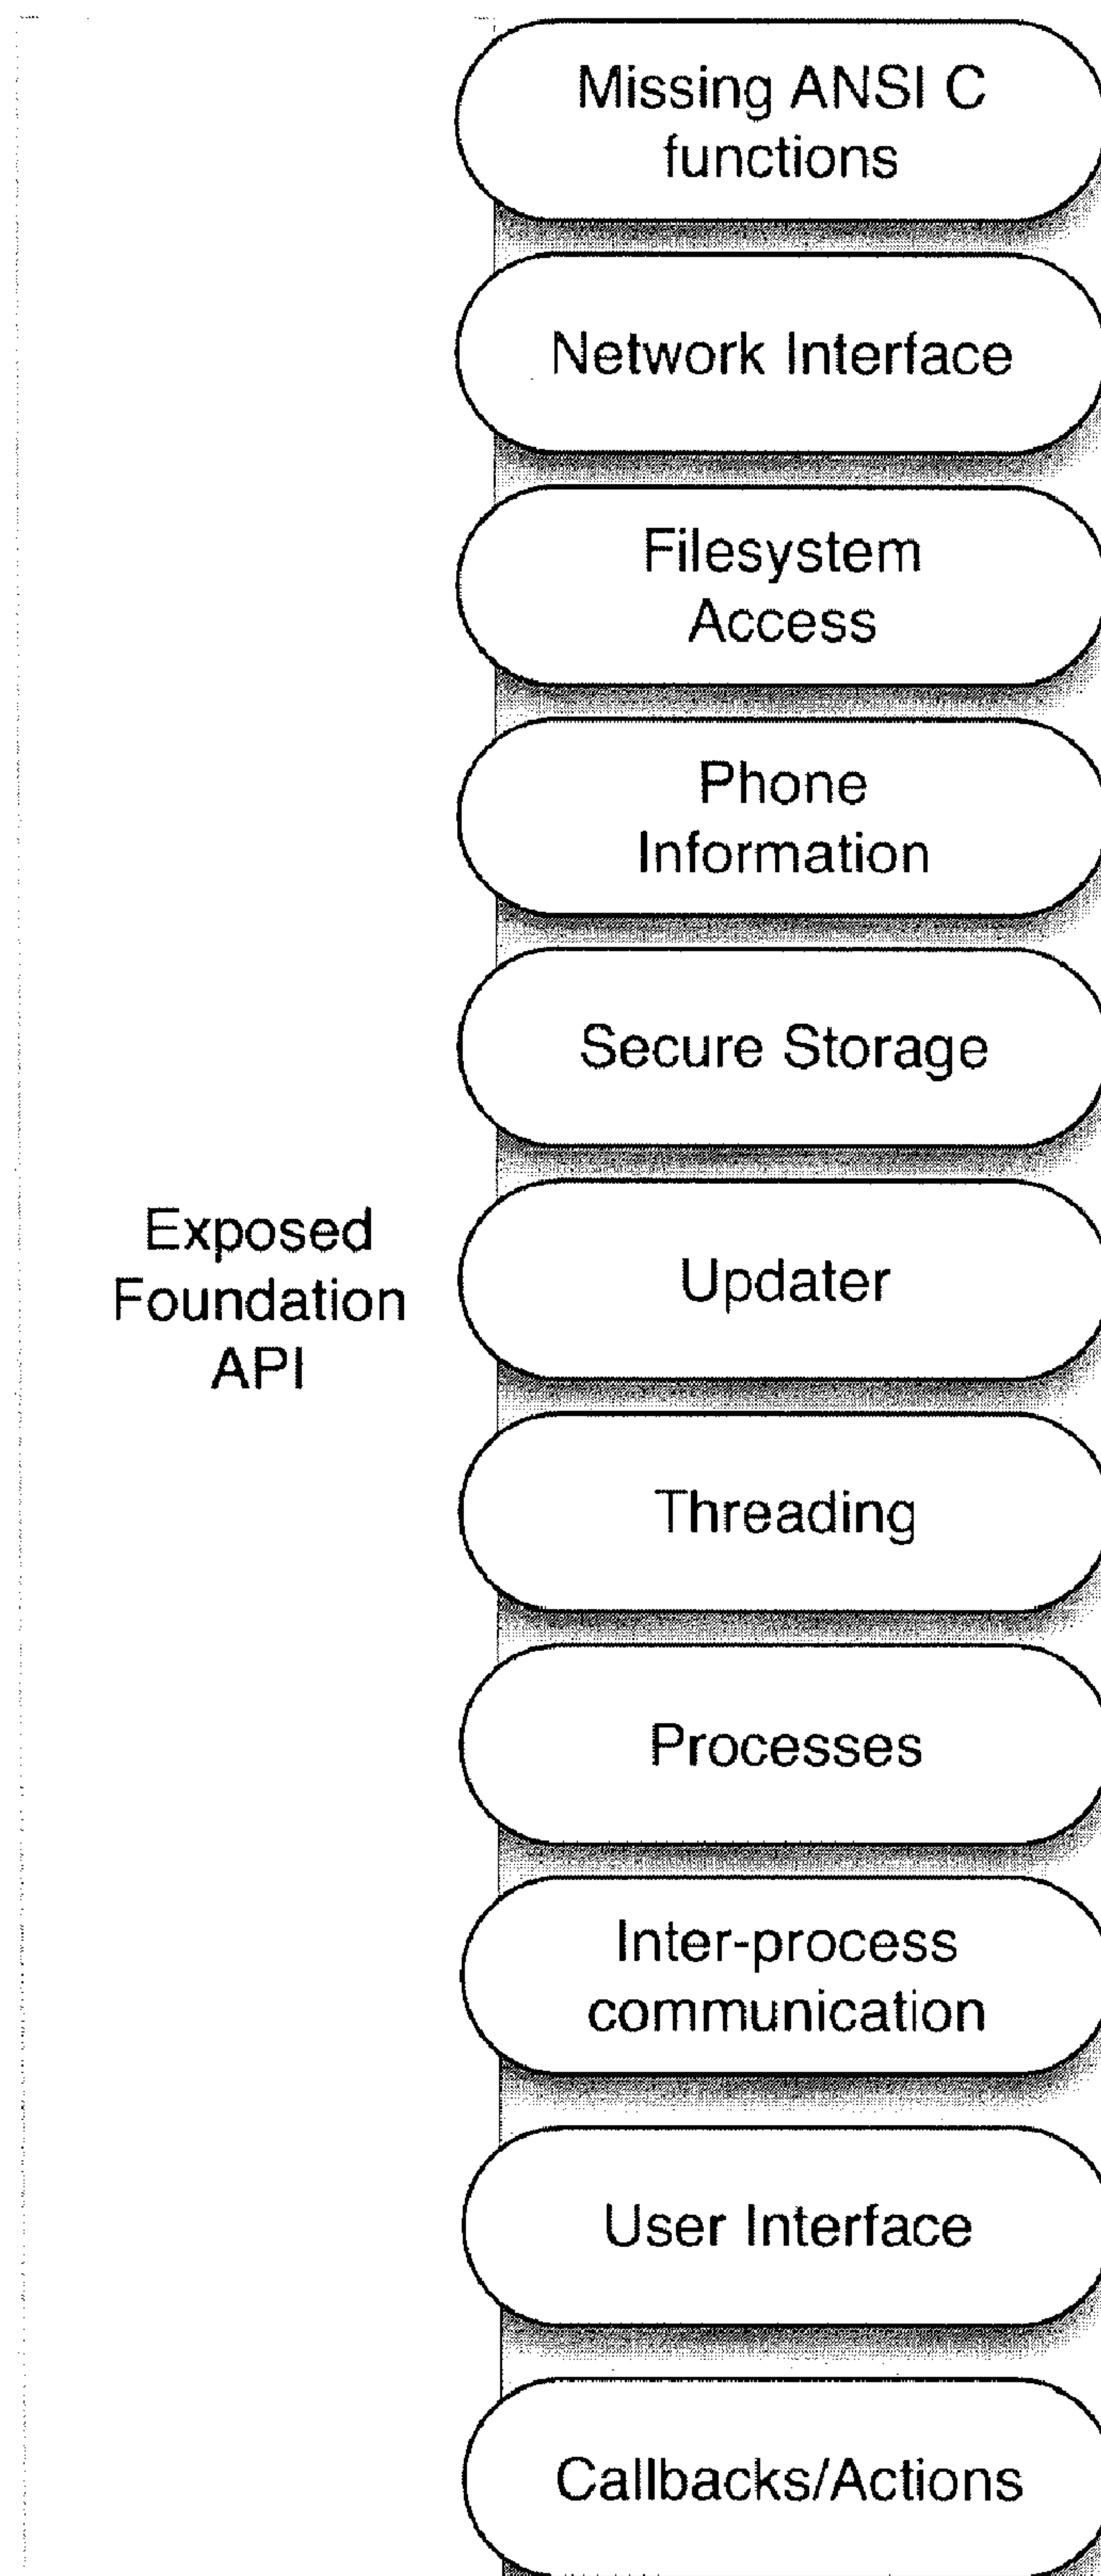 Missing ANSI C
functions
Network Interface
Filesystem
Access
Phone
Information
Secure Storage
Exposed
Foundation
API
Updater
Threading
Processes
Inter-process
communication
User Interface
Callbacks/Actions